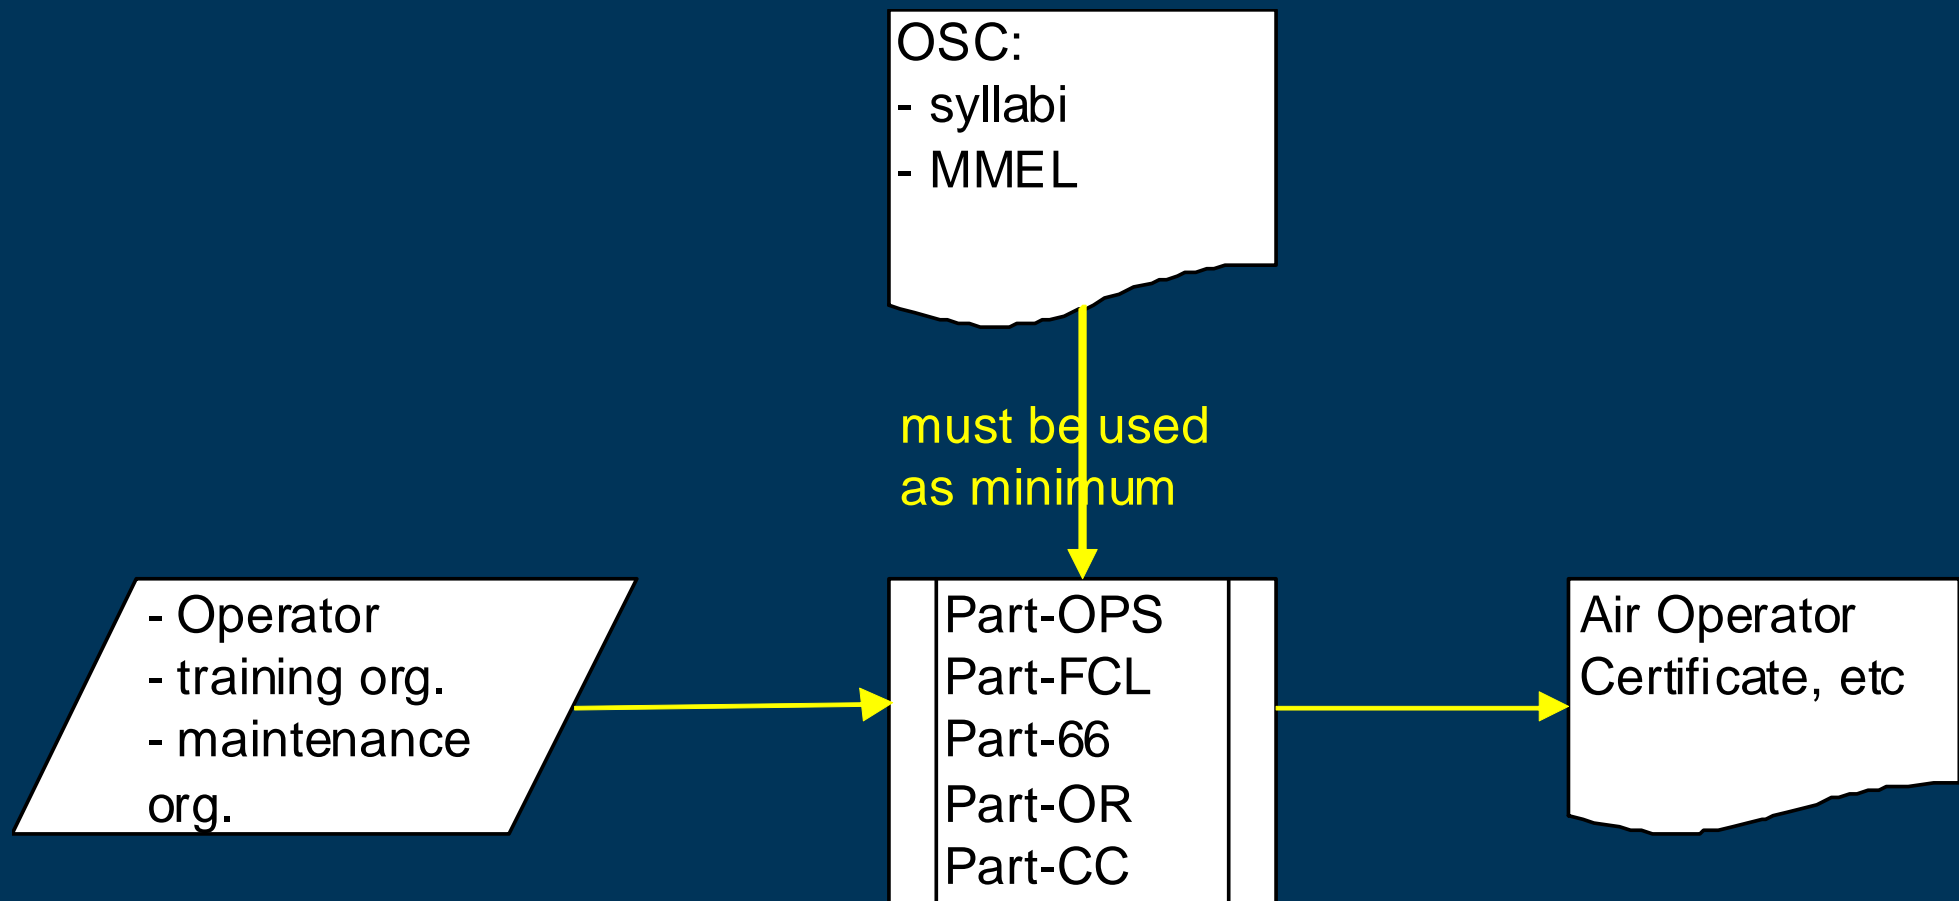 OSC:
- syllabi
- MMEL
must be used
as minimum
- Operator
- training org.
- maintenance
org.
Part-OPS
Part-FCL
Part-66
Part-OR
Part-CC
Air Operator
Certificate, etc